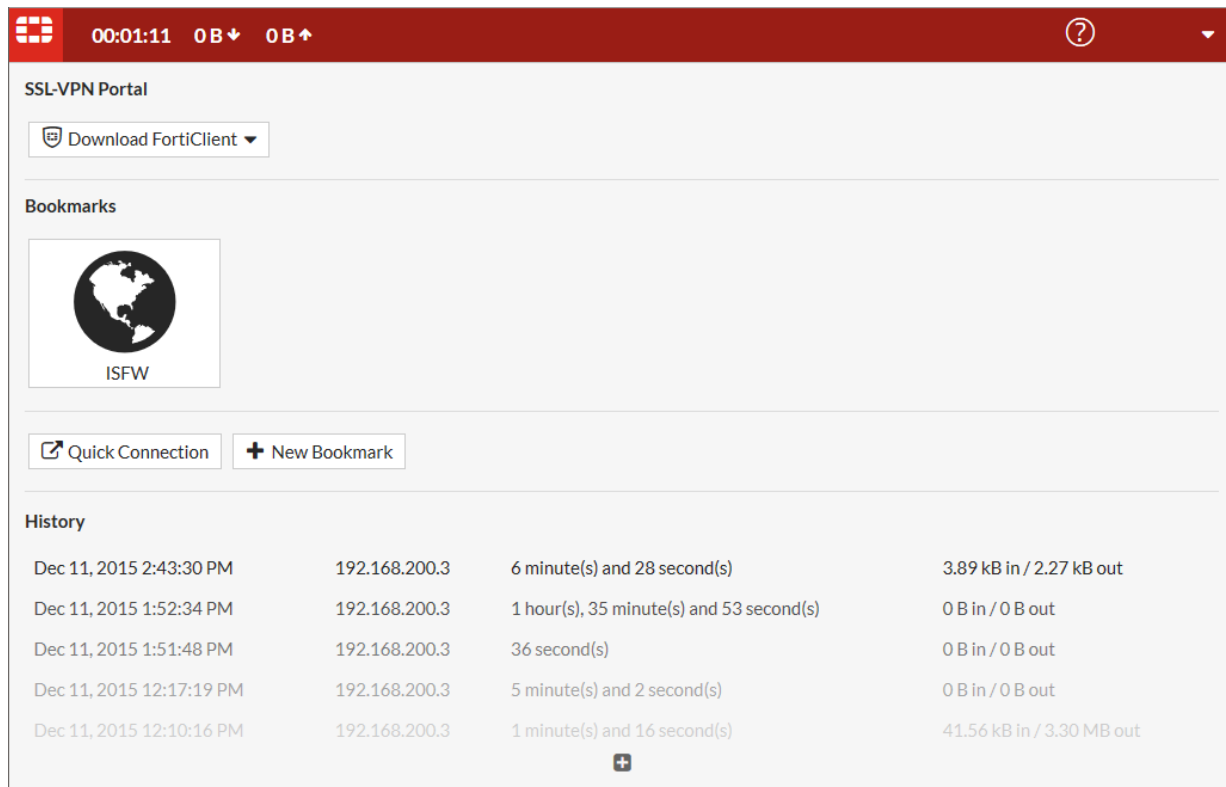 00:01:11 0 B 0 B ?
SSL-VPN Portal
Download FortiClient
Bookmarks
ISFW
Quick Connection New Bookmark
History
Dec 11, 2015 2:43:30 PM 192.168.200.3 6 minute(s) and 28 second(s) 3.89 kB in / 2.27 kB out
Dec 11, 2015 1:52:34 PM 192.168.200.3 1 hour(s), 35 minute(s) and 53 second(s) 0 B in / 0 B out
Dec 11, 2015 1:51:48 PM 192.168.200.3 36 second(s) 0 B in / 0 B out
Dec 11, 2015 12:17:19 PM 192.168.200.3 5 minute(s) and 2 second(s) 0 B in / 0 B out
Dec 11, 2015 12:10:16 PM 192.168.200.3 1 minute(s) and 16 second(s) 41.56 kB in / 3.30 MB out